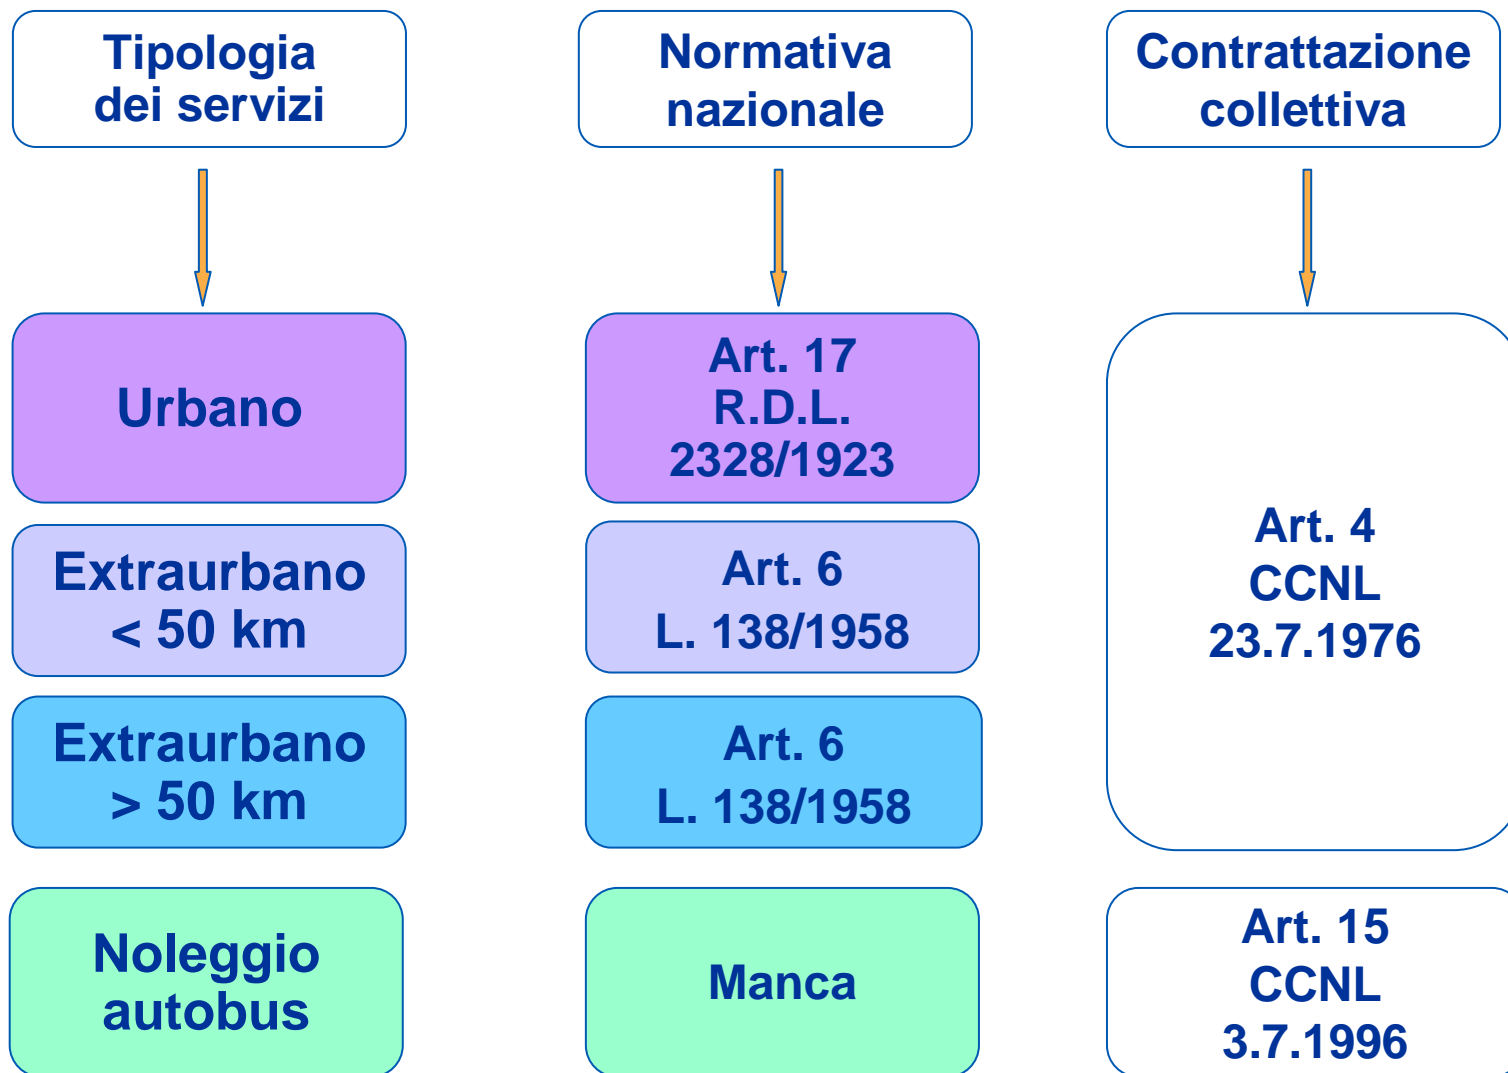 Tipologia
dei servizi
Normativa
nazionale
Contrattazione
collettiva
Urbano
Art. 17
R.D.L.
2328/1923
Extraurbano
< 50 km
Art. 6
L. 138/1958
Art. 4
CCNL
23.7.1976
Extraurbano
> 50 km
Art. 6
L. 138/1958
Noleggio
autobus
Manca
Art. 15
CCNL
3.7.1996